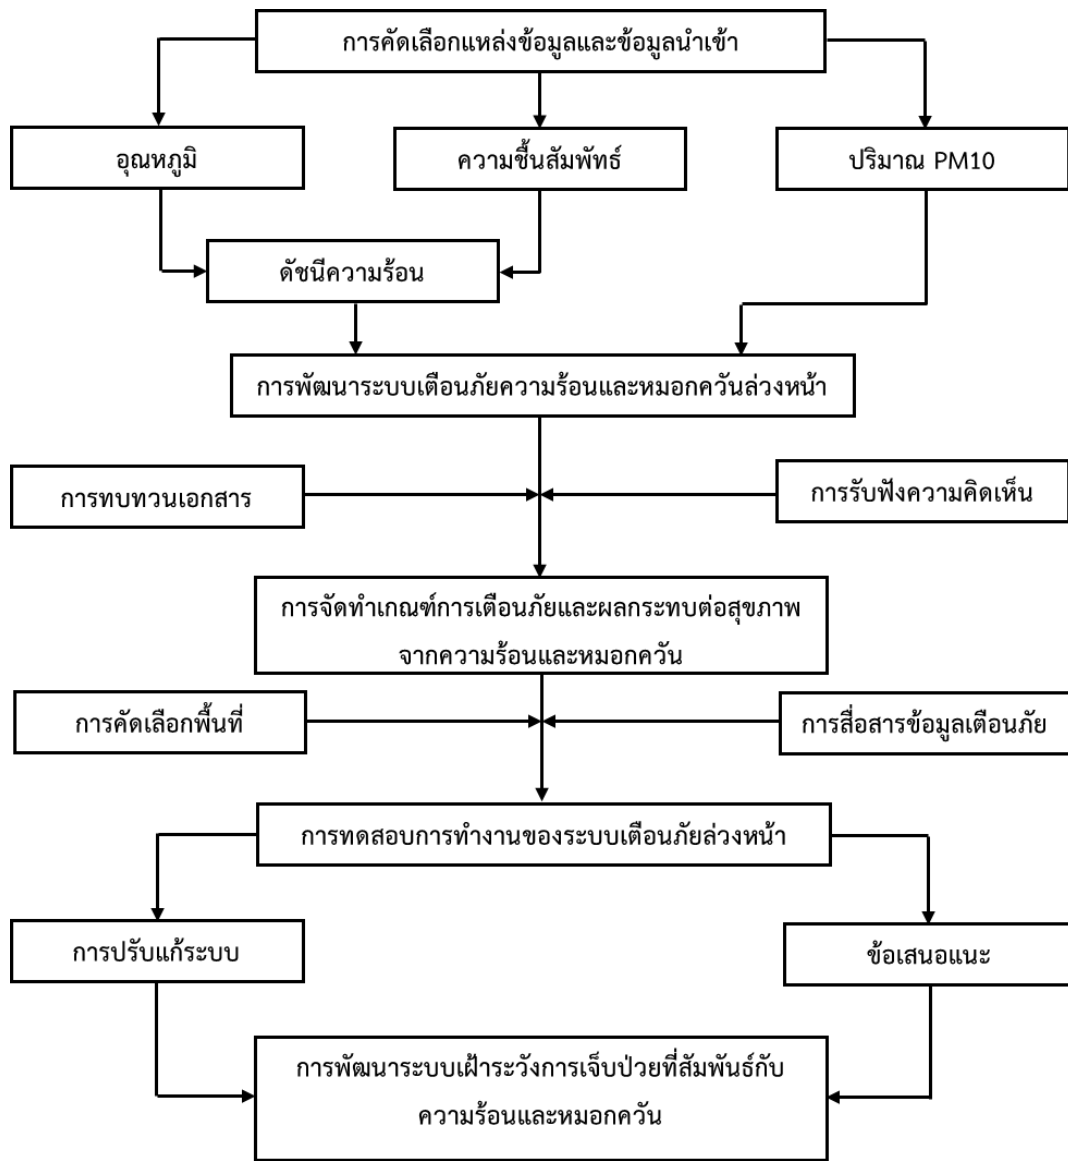 การคัดเลือกแหล่งข้อมูลและข้อมูลนำเข้า
อุณหภูมิ
ความชื้นสัมพัทธ์
ปริมาณ PM10
ดัชนีความร้อน
การพัฒนาระบบเตือนภัยความร้อนและหมอกควันล่วงหน้า
การทบทวนเอกสาร
การรับฟังความคิดเห็น
การจัดทำเกณฑ์การเตือนภัยและผลกระทบต่อสุขภาพ
จากความร้อนและหมอกควัน
การคัดเลือกพื้นที่
การสื่อสารข้อมูลเตือนภัย
การทดสอบการทำงานของระบบเตือนภัยล่วงหน้า
การปรับแก้ระบบ
ข้อเสนอแนะ
การพัฒนาระบบเฝ้าระวังการเจ็บป่วยที่สัมพันธ์กับ
ความร้อนและหมอกควัน